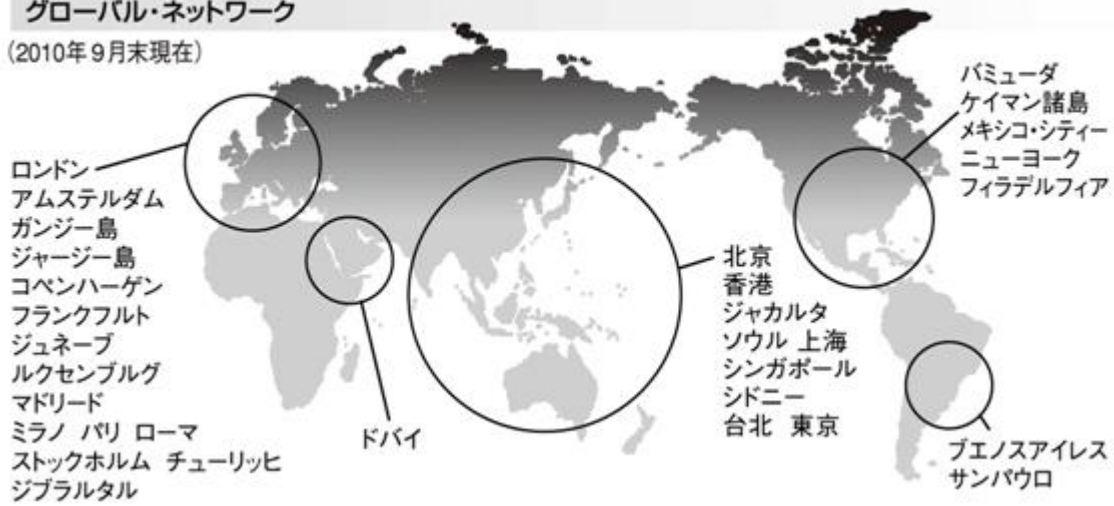 グローバル・ネットワーク
(2010年9月末現在)
ロンドン
アムステルダム
ガンジー島
ジャージー島
コペンハーゲン
フランクフルト
ジュネーブ
ルクセンブルグ
マドリード
ミラノ パリ ローマ
ストックホルム チューリッヒ
ジブラルタル
ドバイ
北京
香港
ジャカルタ
ソウル 上海
シンガポール
シドニー
台北 東京
バミューダ
ケイマン諸島
メキシコ・シティー
ニューヨーク
フィラデルフィア
ブエノスアイレス
サンパウロ